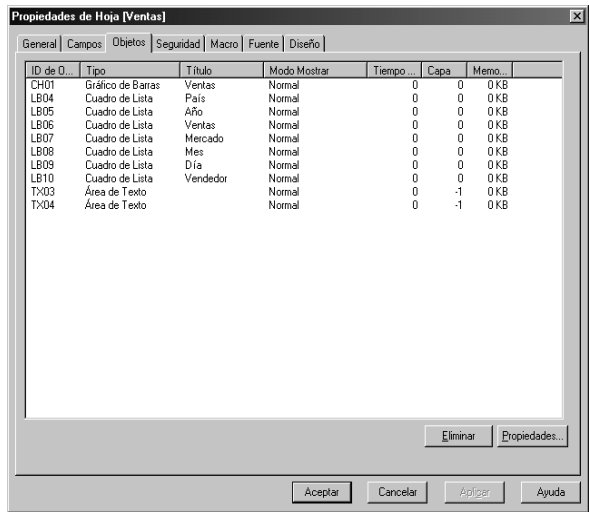 Propiedades de Hoja [Ventas]
General Campos Objetos Seguridad Macro Fuente Diseño
ID de O... Tipo Título Modo Mostrar Tiempo ... Capa Memo...
CH01 Gráfico de Barras Ventas Normal 0 0 0 KB
LB04 Cuadro de Lista País Normal 0 0 0 KB
LB05 Cuadro de Lista Año Normal 0 0 0 KB
LB06 Cuadro de Lista Ventas Normal 0 0 0 KB
LB07 Cuadro de Lista Mercado Normal 0 0 0 KB
LB08 Cuadro de Lista Mes Normal 0 0 0 KB
LB09 Cuadro de Lista Día Normal 0 0 0 KB
LB10 Cuadro de Lista Vendedor Normal 0 0 0 KB
TX03 Área de Texto Normal 0 -1 0 KB
TX04 Área de Texto Normal 0 -1 0 KB
Eliminar Propiedades...
Aceptar Cancelar Aplicar Ayuda